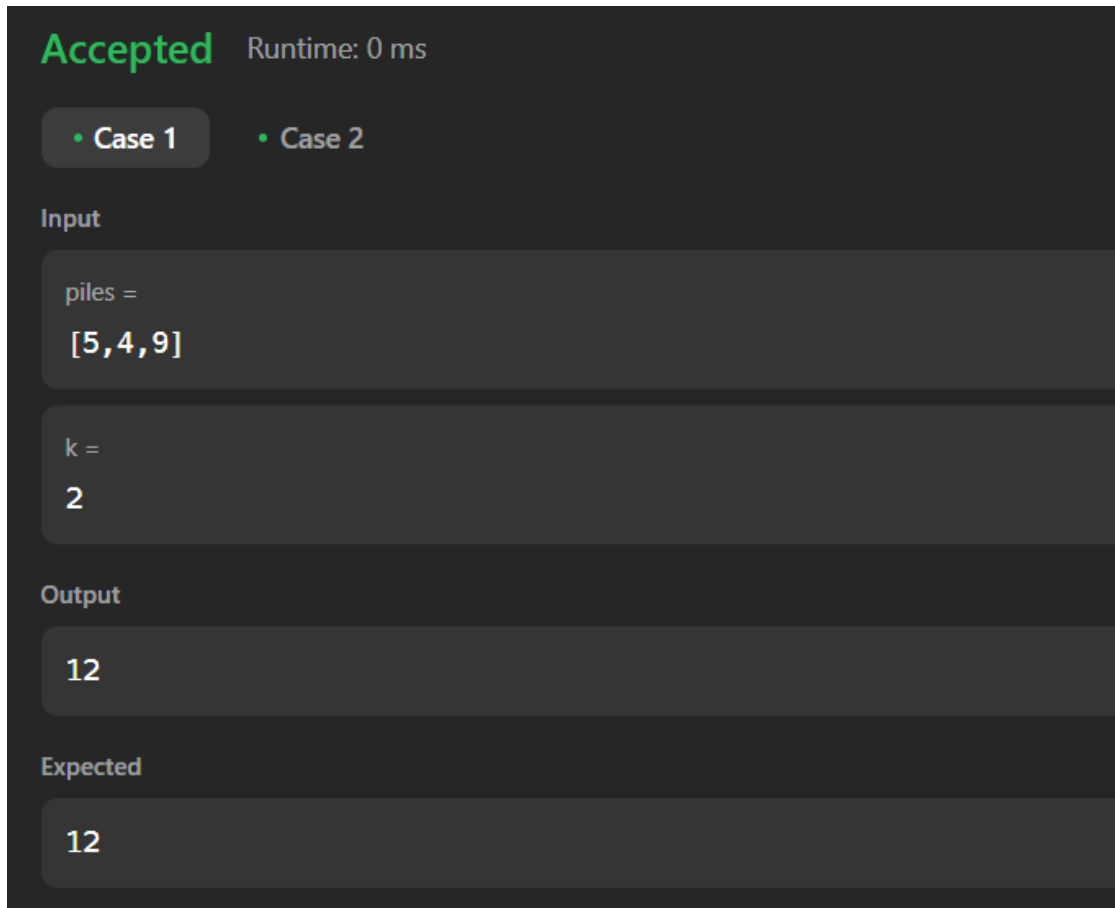 Accepted Runtime: 0 ms
• Case 1 • Case 2
Input
piles =
[5,4,9]
k =
2
Output
12
Expected
12